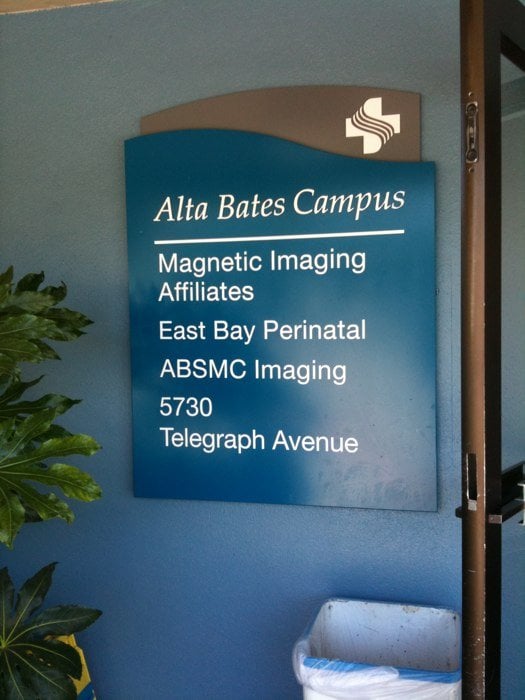 Alta Bates Campus
Magnetic Imaging
Affiliates
East Bay Perinatal
ABSMC Imaging
5730
Telegraph Avenue